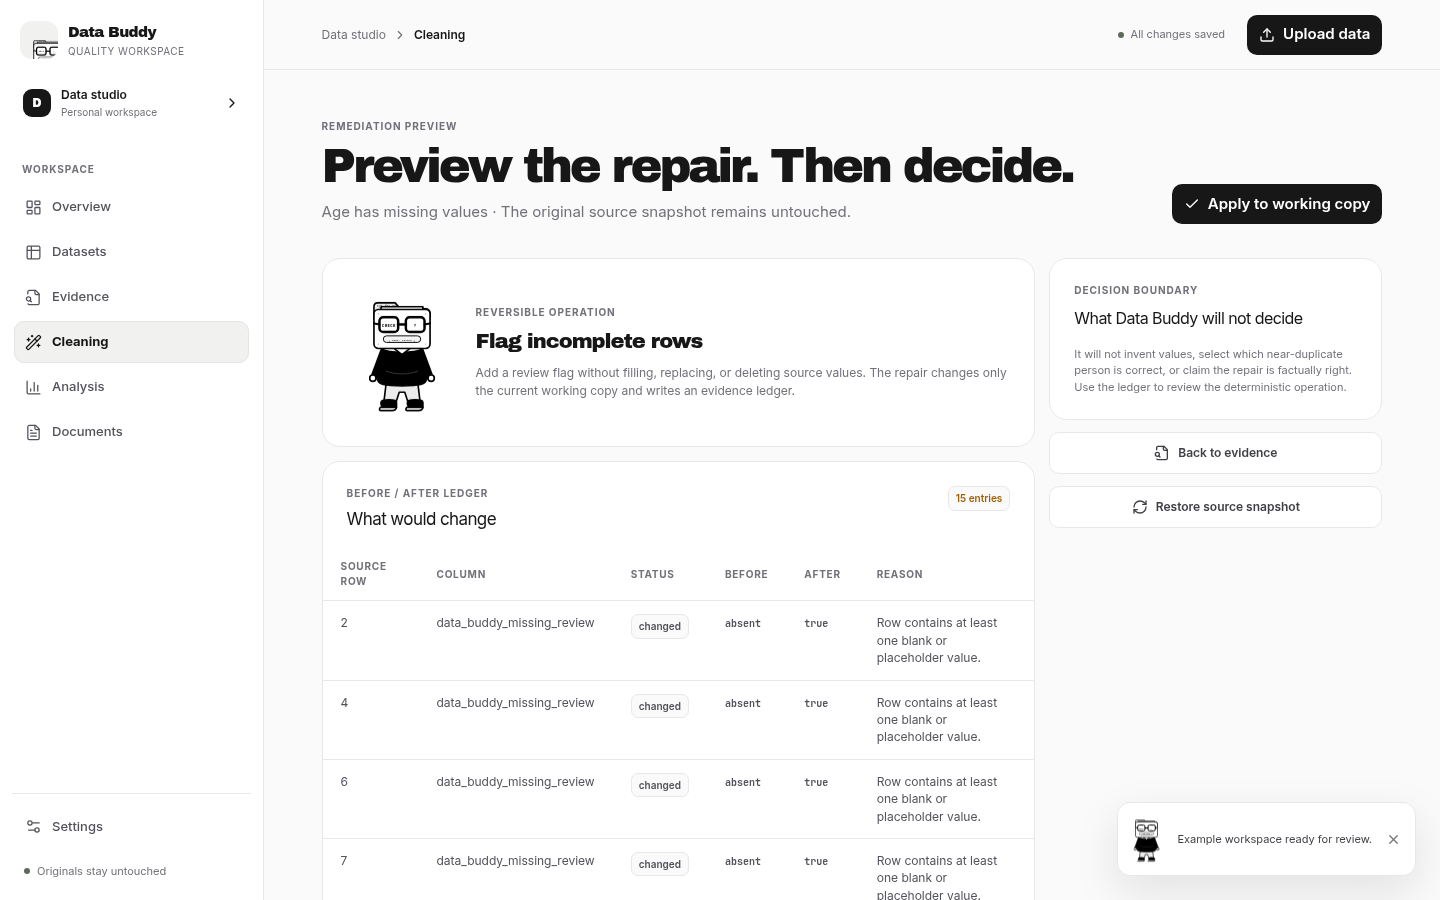 Data Buddy
QUALITY WORKSPACE
D
Data studio
Personal workspace
WORKSPACE
Overview
Datasets
Evidence
Cleaning
Analysis
Documents
Settings
Originals stay untouched
Data studio > Cleaning
All changes saved
Upload data
REMEDIATION PREVIEW
Preview the repair. Then decide.
Age has missing values · The original source snapshot remains untouched.
Apply to working copy
REVERSIBLE OPERATION
Flag incomplete rows
Add a review flag without filling, replacing, or deleting source values. The repair changes only
the current working copy and writes an evidence ledger.
BEFORE / AFTER LEDGER
What would change
15 entries
SOURCE
ROW
COLUMN
STATUS
BEFORE
AFTER
REASON
2
data_buddy_missing_review
changed
absent
true
Row contains at least
one blank or
placeholder value.
4
data_buddy_missing_review
changed
absent
true
Row contains at least
one blank or
placeholder value.
6
data_buddy_missing_review
changed
absent
true
Row contains at least
one blank or
placeholder value.
7
data_buddy_missing_review
changed
absent
true
Row contains at least
one blank or
placeholder value.
DECISION BOUNDARY
What Data Buddy will not decide
It will not invent values, select which near-duplicate
person is correct, or claim the repair is factually right.
Use the ledger to review the deterministic operation.
Back to evidence
Restore source snapshot
Example workspace ready for review.